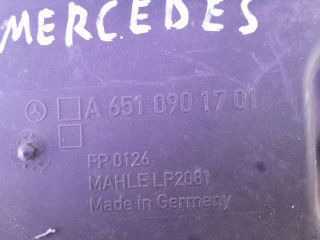 MERCEDES
A 651 090 17 01
FP 0126
MAHLE LP2081
Made in Germany